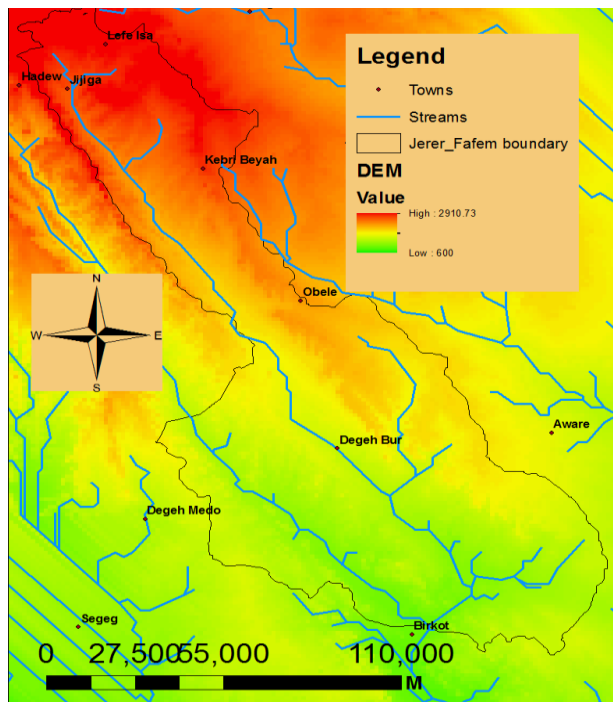 Lefe Isa
Hadew
Jijiga
Kebri Beyah
Obele
Degeh Bur
Aware
Degeh Medo
Segeg
Birkot
N
W E
S
Legend
Towns
Streams
Jerer_Fafem boundary
DEM
Value
High : 2910.73
Low : 600
0 27,500 55,000 110,000
M